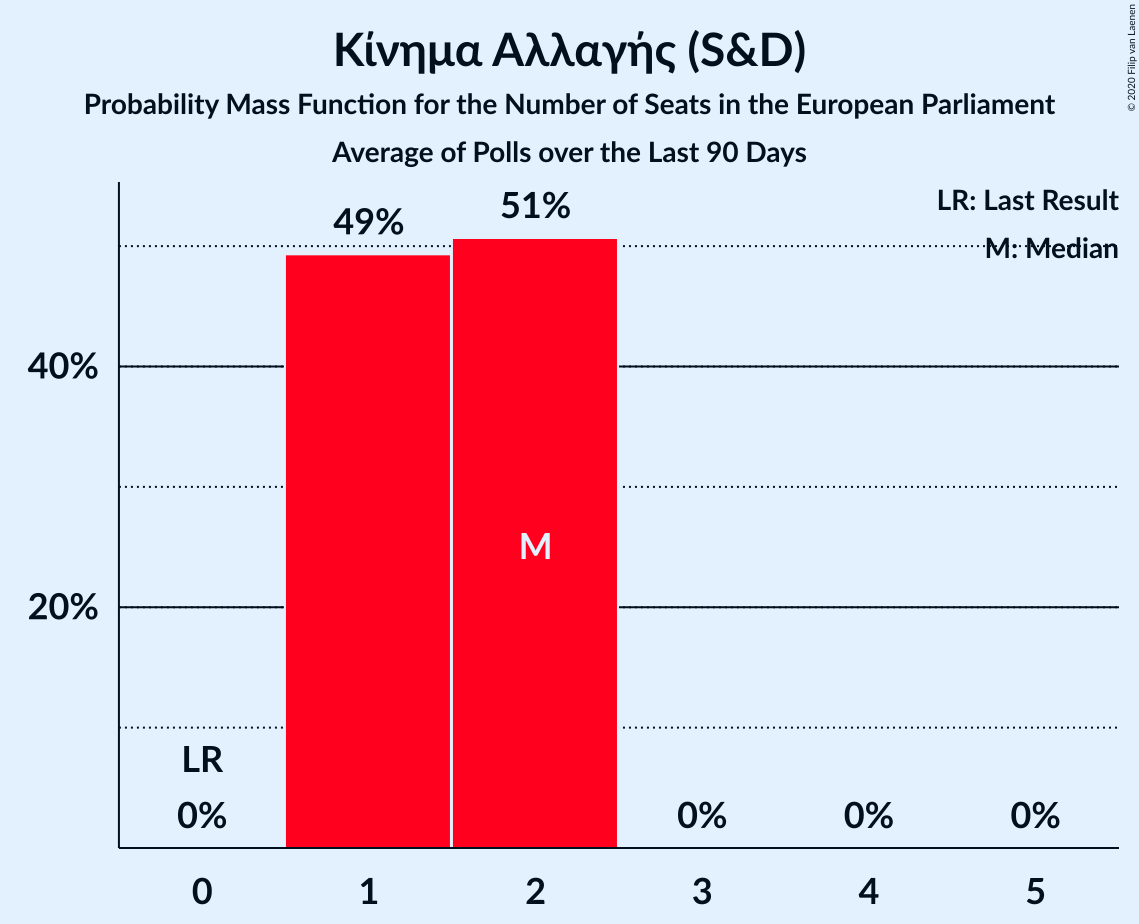 Κίνημα Αλλαγής (S&D)
Probability Mass Function for the Number of Seats in the European Parliament
Average of Polls over the Last 90 Days
© 2020 Filip van Laenen
LR: Last Result
M: Median
49%
51%
40%
20%
M
LR
0%
0%
0%
0%
0
1
2
3
4
5